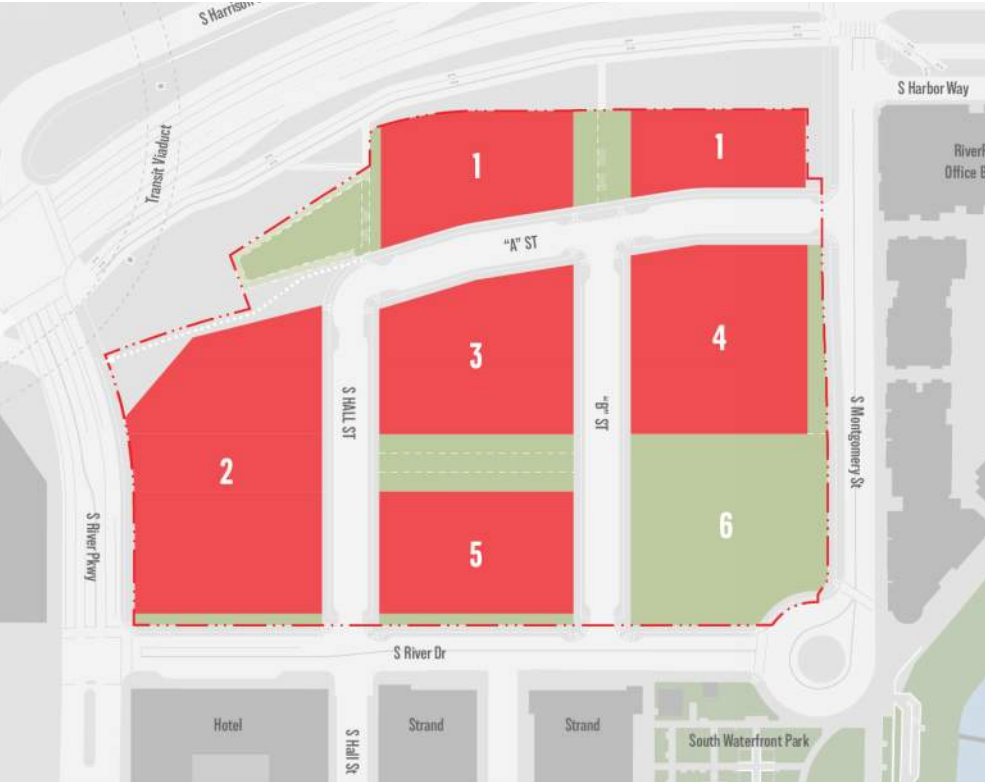 S Harrison
S Harbor Way
Transit Viaduct
1
1
Office B
"A" ST
3
4
S HALL ST
"B" ST
S Montgomery St
2
6
S River Pkwy
5
S River Dr
Hotel
Strand
Strand
S Hall St
South Waterfront Park